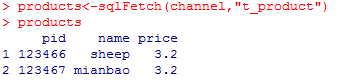 > products<-sqlFetch(channel,"t_product")
> products
     pid    name price
1 123466   sheep   3.2
2 123467 mianbao   3.2